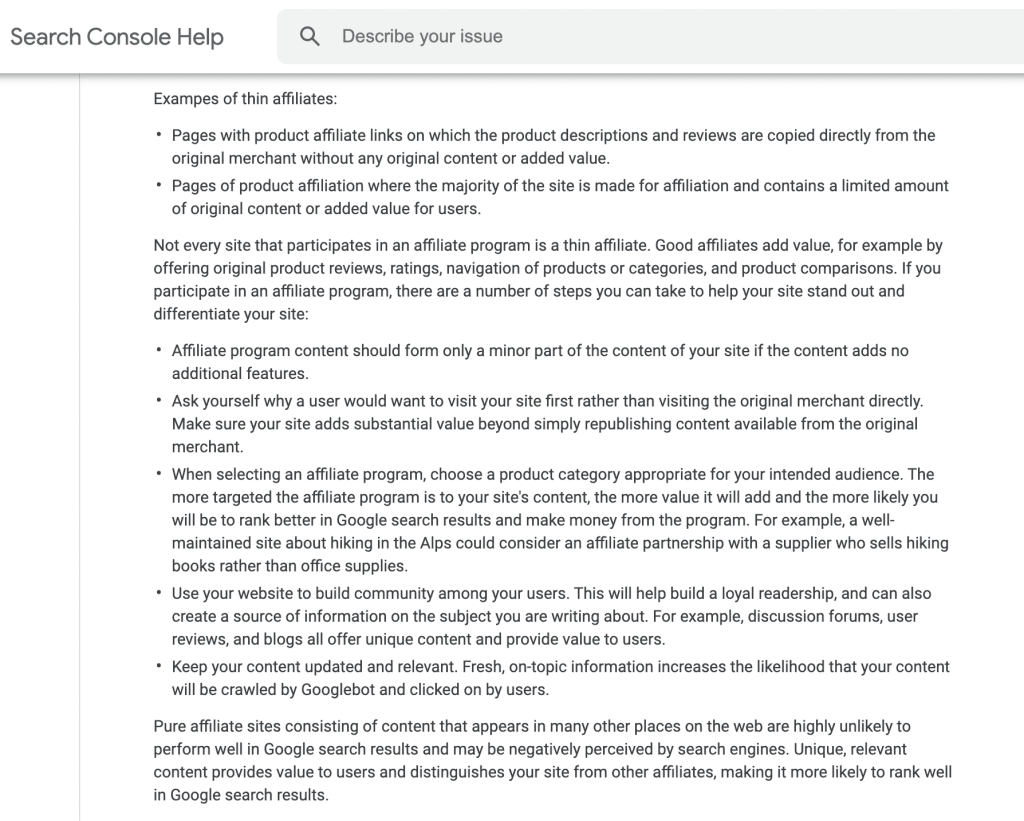 Search Console Help
Describe your issue
Exampes of thin affiliates:
• Pages with product affiliate links on which the product descriptions and reviews are copied directly from the
original merchant without any original content or added value.
• Pages of product affiliation where the majority of the site is made for affiliation and contains a limited amount
of original content or added value for users.
Not every site that participates in an affiliate program is a thin affiliate. Good affiliates add value, for example by
offering original product reviews, ratings, navigation of products or categories, and product comparisons. If you
participate in an affiliate program, there are a number of steps you can take to help your site stand out and
differentiate your site:
• Affiliate program content should form only a minor part of the content of your site if the content adds no
additional features.
• Ask yourself why a user would want to visit your site first rather than visiting the original merchant directly.
Make sure your site adds substantial value beyond simply republishing content available from the original
merchant.
• When selecting an affiliate program, choose a product category appropriate for your intended audience. The
more targeted the affiliate program is to your site's content, the more value it will add and the more likely you
will be to rank better in Google search results and make money from the program. For example, a well-
maintained site about hiking in the Alps could consider an affiliate partnership with a supplier who sells hiking
books rather than office supplies.
• Use your website to build community among your users. This will help build a loyal readership, and can also
create a source of information on the subject you are writing about. For example, discussion forums, user
reviews, and blogs all offer unique content and provide value to users.
• Keep your content updated and relevant. Fresh, on-topic information increases the likelihood that your content
will be crawled by Googlebot and clicked on by users.
Pure affiliate sites consisting of content that appears in many other places on the web are highly unlikely to
perform well in Google search results and may be negatively perceived by search engines. Unique, relevant
content provides value to users and distinguishes your site from other affiliates, making it more likely to rank well
in Google search results.